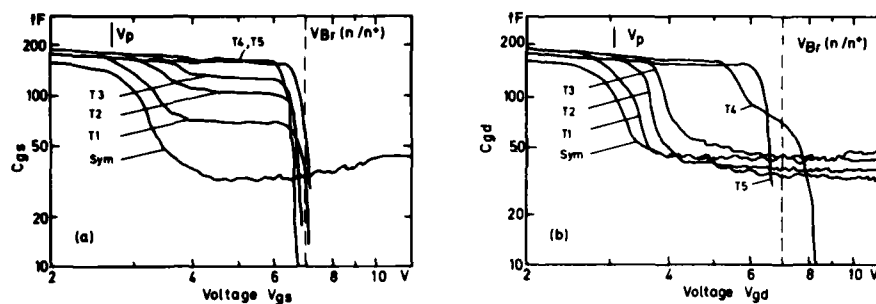 fF
200
100
50
20
10
Cgs
Vp
VBr (n/n+)
T4,T5
T3
T2
T1
Sym
(a)
2
4
6
8
10
V
Voltage Vgs
fF
200
100
50
20
10
Cgd
Vp
VBr (n/n+)
T3
T2
T1
Sym
T4
T5
(b)
2
4
6
8
10
V
Voltage Vgd